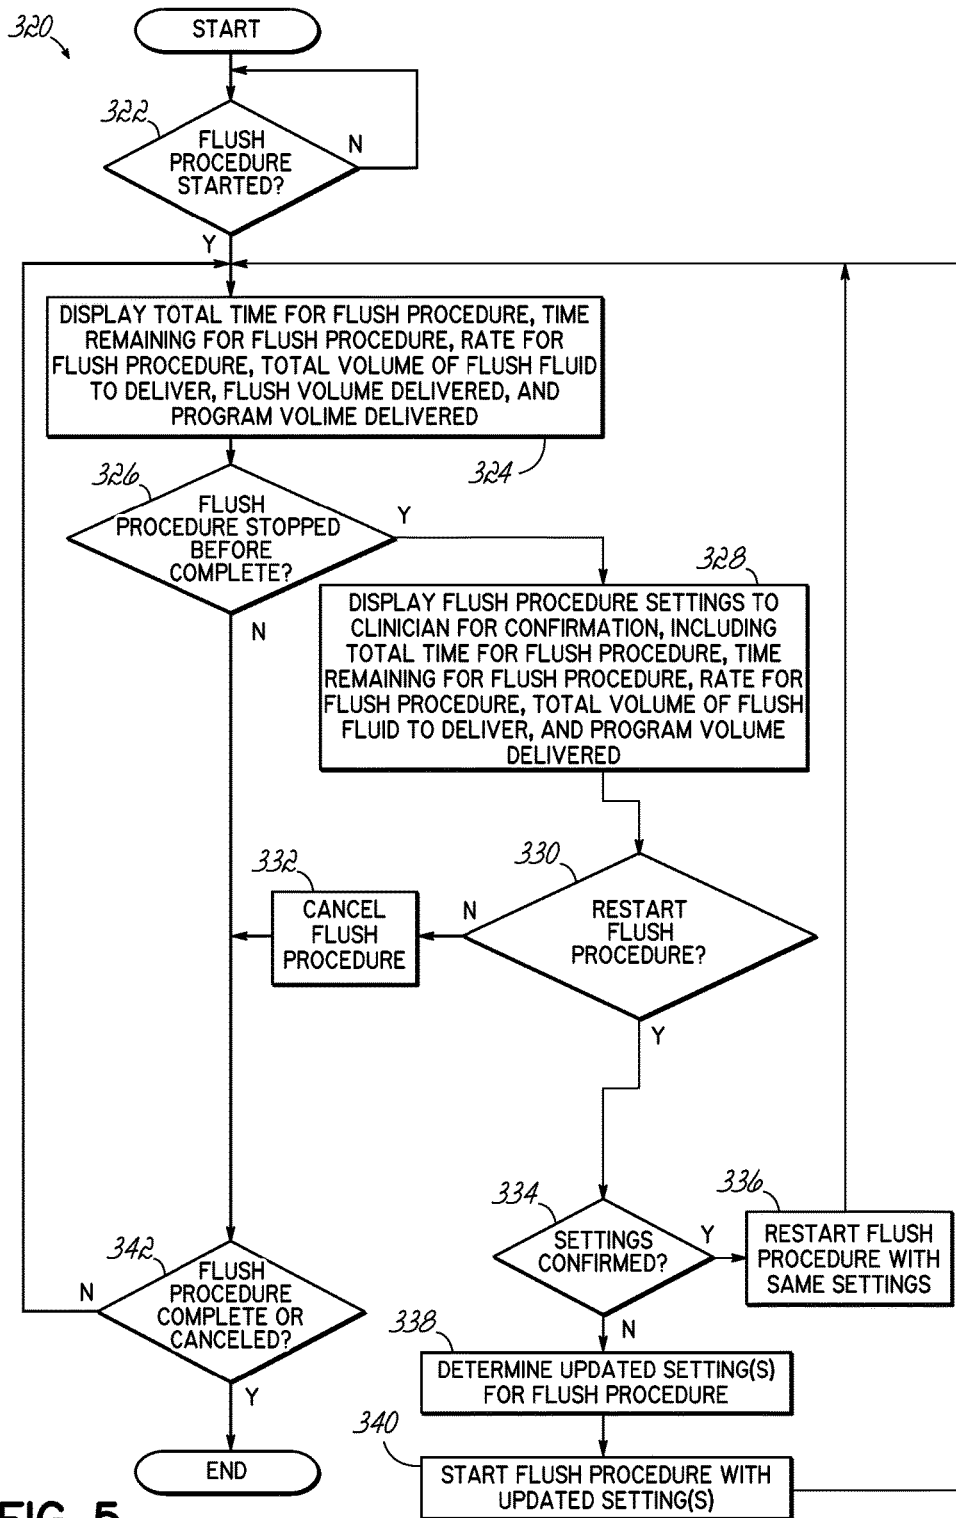 320
START
322
FLUSH
PROCEDURE
STARTED?
N
Y
DISPLAY TOTAL TIME FOR FLUSH PROCEDURE, TIME
REMAINING FOR FLUSH PROCEDURE, RATE FOR
FLUSH PROCEDURE, TOTAL VOLUME OF FLUSH FLUID
TO DELIVER, FLUSH VOLUME DELIVERED, AND
PROGRAM VOLIME DELIVERED
324
326
FLUSH
PROCEDURE STOPPED
BEFORE
COMPLETE?
Y
N
328
DISPLAY FLUSH PROCEDURE SETTINGS TO
CLINICIAN FOR CONFIRMATION, INCLUDING
TOTAL TIME FOR FLUSH PROCEDURE, TIME
REMAINING FOR FLUSH PROCEDURE, RATE FOR
FLUSH PROCEDURE, TOTAL VOLUME OF FLUSH
FLUID TO DELIVER, AND PROGRAM VOLUME
DELIVERED
330
RESTART
FLUSH
PROCEDURE?
N
Y
332
CANCEL
FLUSH
PROCEDURE
334
SETTINGS
CONFIRMED?
Y
N
336
RESTART FLUSH
PROCEDURE WITH
SAME SETTINGS
338
DETERMINE UPDATED SETTING(S)
FOR FLUSH PROCEDURE
340
START FLUSH PROCEDURE WITH
UPDATED SETTING(S)
342
FLUSH
PROCEDURE
COMPLETE OR
CANCELED?
N
Y
END
FIG. 5